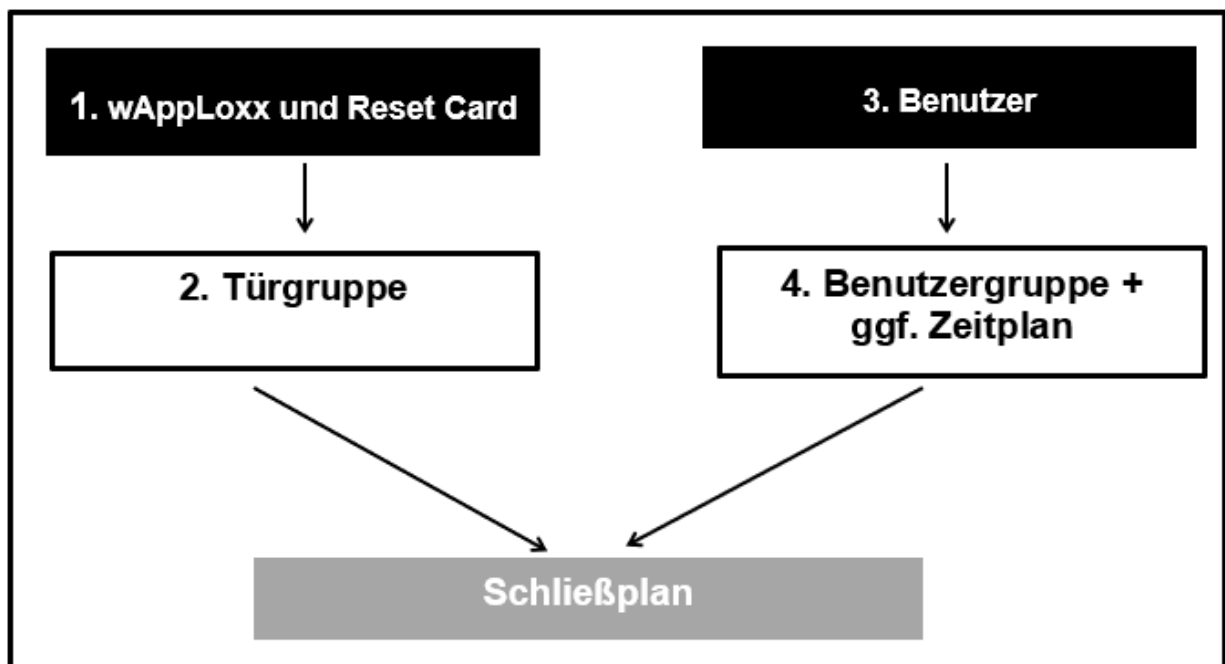 1. wAppLoxx und Reset Card
3. Benutzer
2. Türgruppe
4. Benutzergruppe +
ggf. Zeitplan
Schließplan